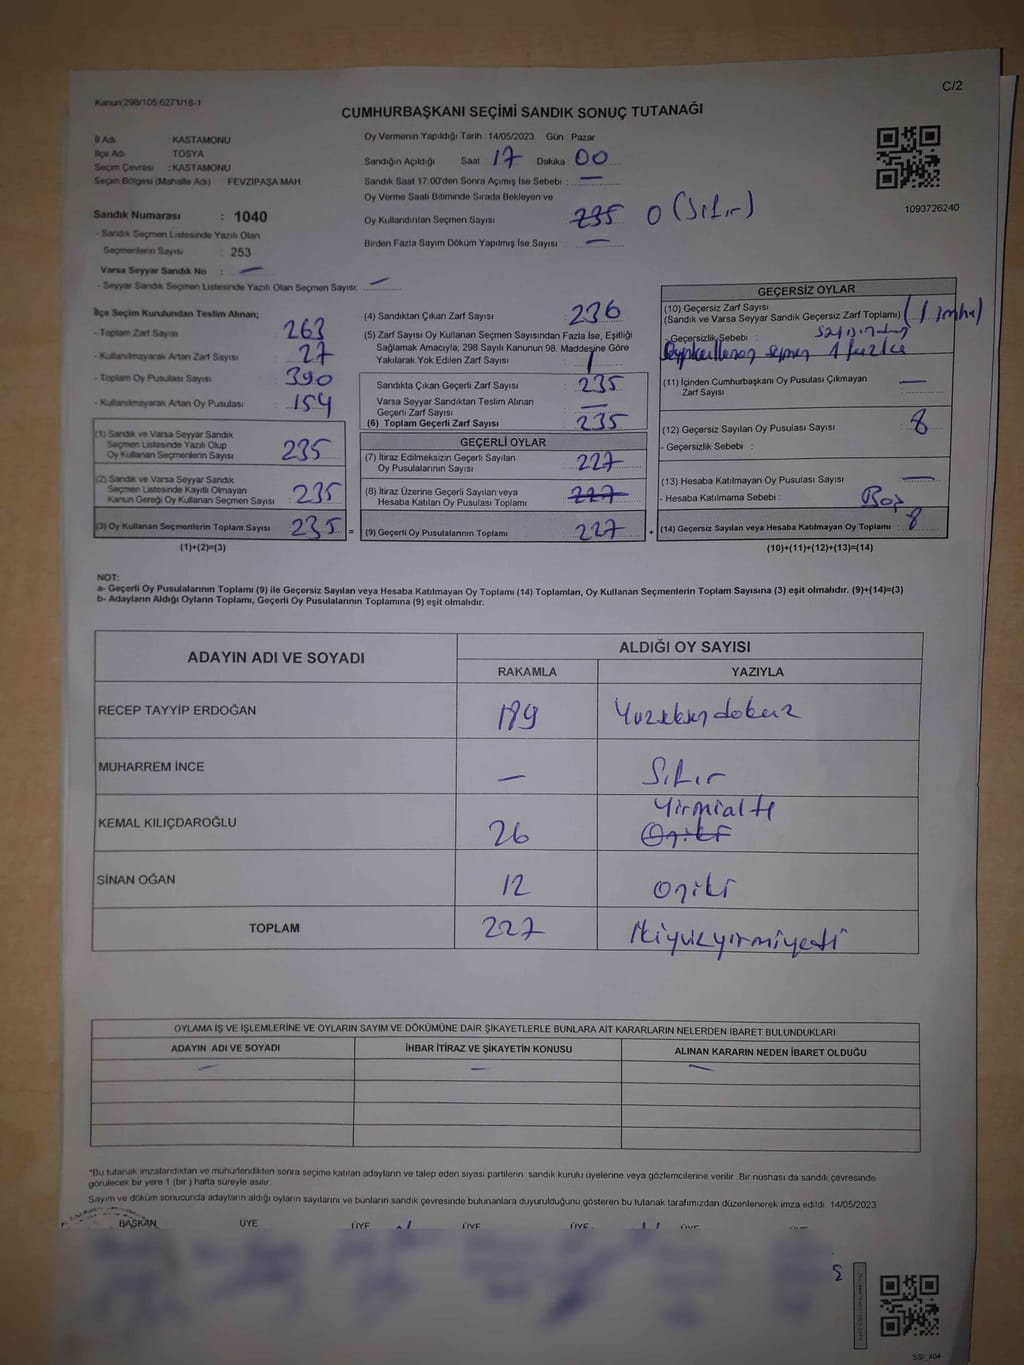 C/2
Kanun:298/105,6271/16-1
CUMHURBAŞKANI SEÇİMİ SANDIK SONUÇ TUTANAĞI
İl Adı : KASTAMONU
İlçe Adı : TOSYA
Seçim Çevresi : KASTAMONU
Seçim Bölgesi (Mahalle Adı) FEVZİPAŞA MAH.
Sandık Numarası : 1040
- Sandık Seçmen Listesinde Yazılı Olan
Seçmenlerin Sayısı : 253
Varsa Seyyar Sandık No : —
- Seyyar Sandık Seçmen Listesinde Yazılı Olan Seçmen Sayısı: —
Oy Vermenin Yapıldığı Tarih : 14/05/2023 Gün : Pazar
Sandığın Açıldığı Saat 17 Dakika 00
Sandık Saat 17:00'den Sonra Açımış İse Sebebi : —
Oy Verme Saati Bitiminde Sırada Bekleyen ve
Oy Kullandırılan Seçmen Sayısı 235 0 (Sıfır)
Birden Fazla Sayım Döküm Yapılmış İse Sayısı : —
1093726240
İlçe Seçim Kurulundan Teslim Alınan;
- Toplam Zarf Sayısı : 263
- Kullanılmayarak Artan Zarf Sayısı : 27
- Toplam Oy Pusulası Sayısı : 390
- Kullanılmayarak Artan Oy Pusulası : 154
(1) Sandık ve Varsa Seyyar Sandık
Seçmen Listesinde Yazılı Olup
Oy Kullanan Seçmenlerin Sayısı : 235
(2) Sandık ve Varsa Seyyar Sandık
Seçmen Listesinde Kayıtlı Olmayan
Kanun Gereği Oy Kullanan Seçmen Sayısı : 235
(3) Oy Kullanan Seçmenlerin Toplam Sayısı : 235
(1)+(2)=(3)
(4) Sandıktan Çıkan Zarf Sayısı : 236
(5) Zarf Sayısı Oy Kullanan Seçmen Sayısından Fazla İse, Eşitliği
Sağlamak Amacıyla, 298 Sayılı Kanunun 98. Maddesine Göre
Yakılarak Yok Edilen Zarf Sayısı : 1
Sandıkta Çıkan Geçerli Zarf Sayısı : 235
Varsa Seyyar Sandıktan Teslim Alınan
Geçerli Zarf Sayısı : —
(6) Toplam Geçerli Zarf Sayısı : 235
GEÇERLİ OYLAR
(7) İtiraz Edilmeksizin Geçerli Sayılan
Oy Pusulalarının Sayısı : 227
(8) İtiraz Üzerine Geçerli Sayılan veya
Hesaba Katılan Oy Pusulası Toplamı : 227
= (9) Geçerli Oy Pusulalarının Toplamı : 227
GEÇERSİZ OYLAR
(10) Geçersiz Zarf Sayısı
(Sandık ve Varsa Seyyar Sandık Geçersiz Zarf Toplamı) : (1 imha)
- Geçersizlik Sebebi : sayısından
seçmen 1 fazla
(11) İçinden Cumhurbaşkanı Oy Pusulası Çıkmayan
Zarf Sayısı : —
(12) Geçersiz Sayılan Oy Pusulası Sayısı : 8
- Geçersizlik Sebebi :
(13) Hesaba Katılmayan Oy Pusulası Sayısı : —
- Hesaba Katılmama Sebebi : Boş
+ (14) Geçersiz Sayılan veya Hesaba Katılmayan Oy Toplamı : 8
(10)+(11)+(12)+(13)=(14)
NOT:
a- Geçerli Oy Pusulalarının Toplamı (9) ile Geçersiz Sayılan veya Hesaba Katılmayan Oy Toplamı (14) Toplamları, Oy Kullanan Seçmenlerin Toplam Sayısına (3) eşit olmalıdır. (9)+(14)=(3)
b- Adayların Aldığı Oyların Toplamı, Geçerli Oy Pusulalarının Toplamına (9) eşit olmalıdır.
ADAYIN ADI VE SOYADI
ALDIĞI OY SAYISI
RAKAMLA YAZIYLA
RECEP TAYYİP ERDOĞAN 189 Yüzseksendokuz
MUHARREM İNCE — Sıfır
KEMAL KILIÇDAROĞLU 26 Yirmialtı
Oniki
SİNAN OĞAN 12 Oniki
TOPLAM 227 İkiyüzyirmiyedi
OYLAMA İŞ VE İŞLEMLERİNE VE OYLARIN SAYIM VE DÖKÜMÜNE DAİR ŞİKAYETLERLE BUNLARA AİT KARARLARIN NELERDEN İBARET BULUNDUKLARI
ADAYIN ADI VE SOYADI İHBAR İTİRAZ VE ŞİKAYETİN KONUSU ALINAN KARARIN NEDEN İBARET OLDUĞU
— — —
*Bu tutanak imzalandıktan ve mühürlendikten sonra seçime katılan adayların ve talep eden siyasi partilerin sandık kurulu üyelerine veya gözlemcilerine verilir. Bir nüshası da sandık çevresinde
görülecek bir yere 1 (bir ) hafta süreyle asılır.
Sayım ve döküm sonucunda adayların aldığı oyların sayılarını ve bunların sandık çevresinde bulunanlara duyurulduğunu gösteren bu tutanak tarafımızdan düzenlenerek imza edildi. 14/05/2023
BAŞKAN ÜYE ÜYE ÜYE ÜYE ÜYE
SSİ_404